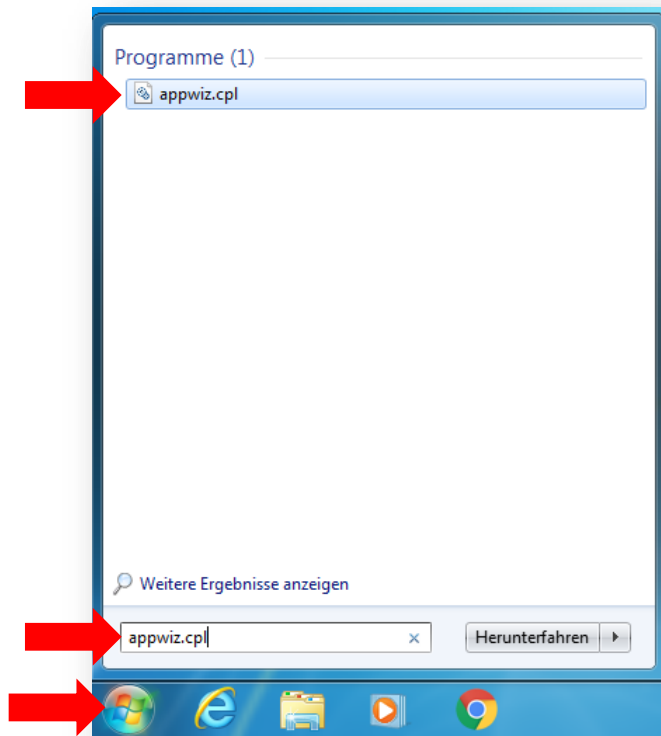 Programme (1)
appwiz.cpl
Weitere Ergebnisse anzeigen
appwiz.cpl
Herunterfahren